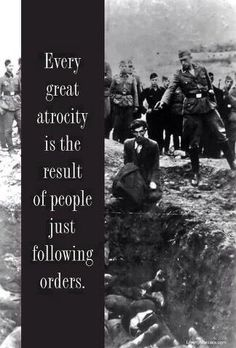 Every
great
atrocity
is the
result
of people
just
following
orders.